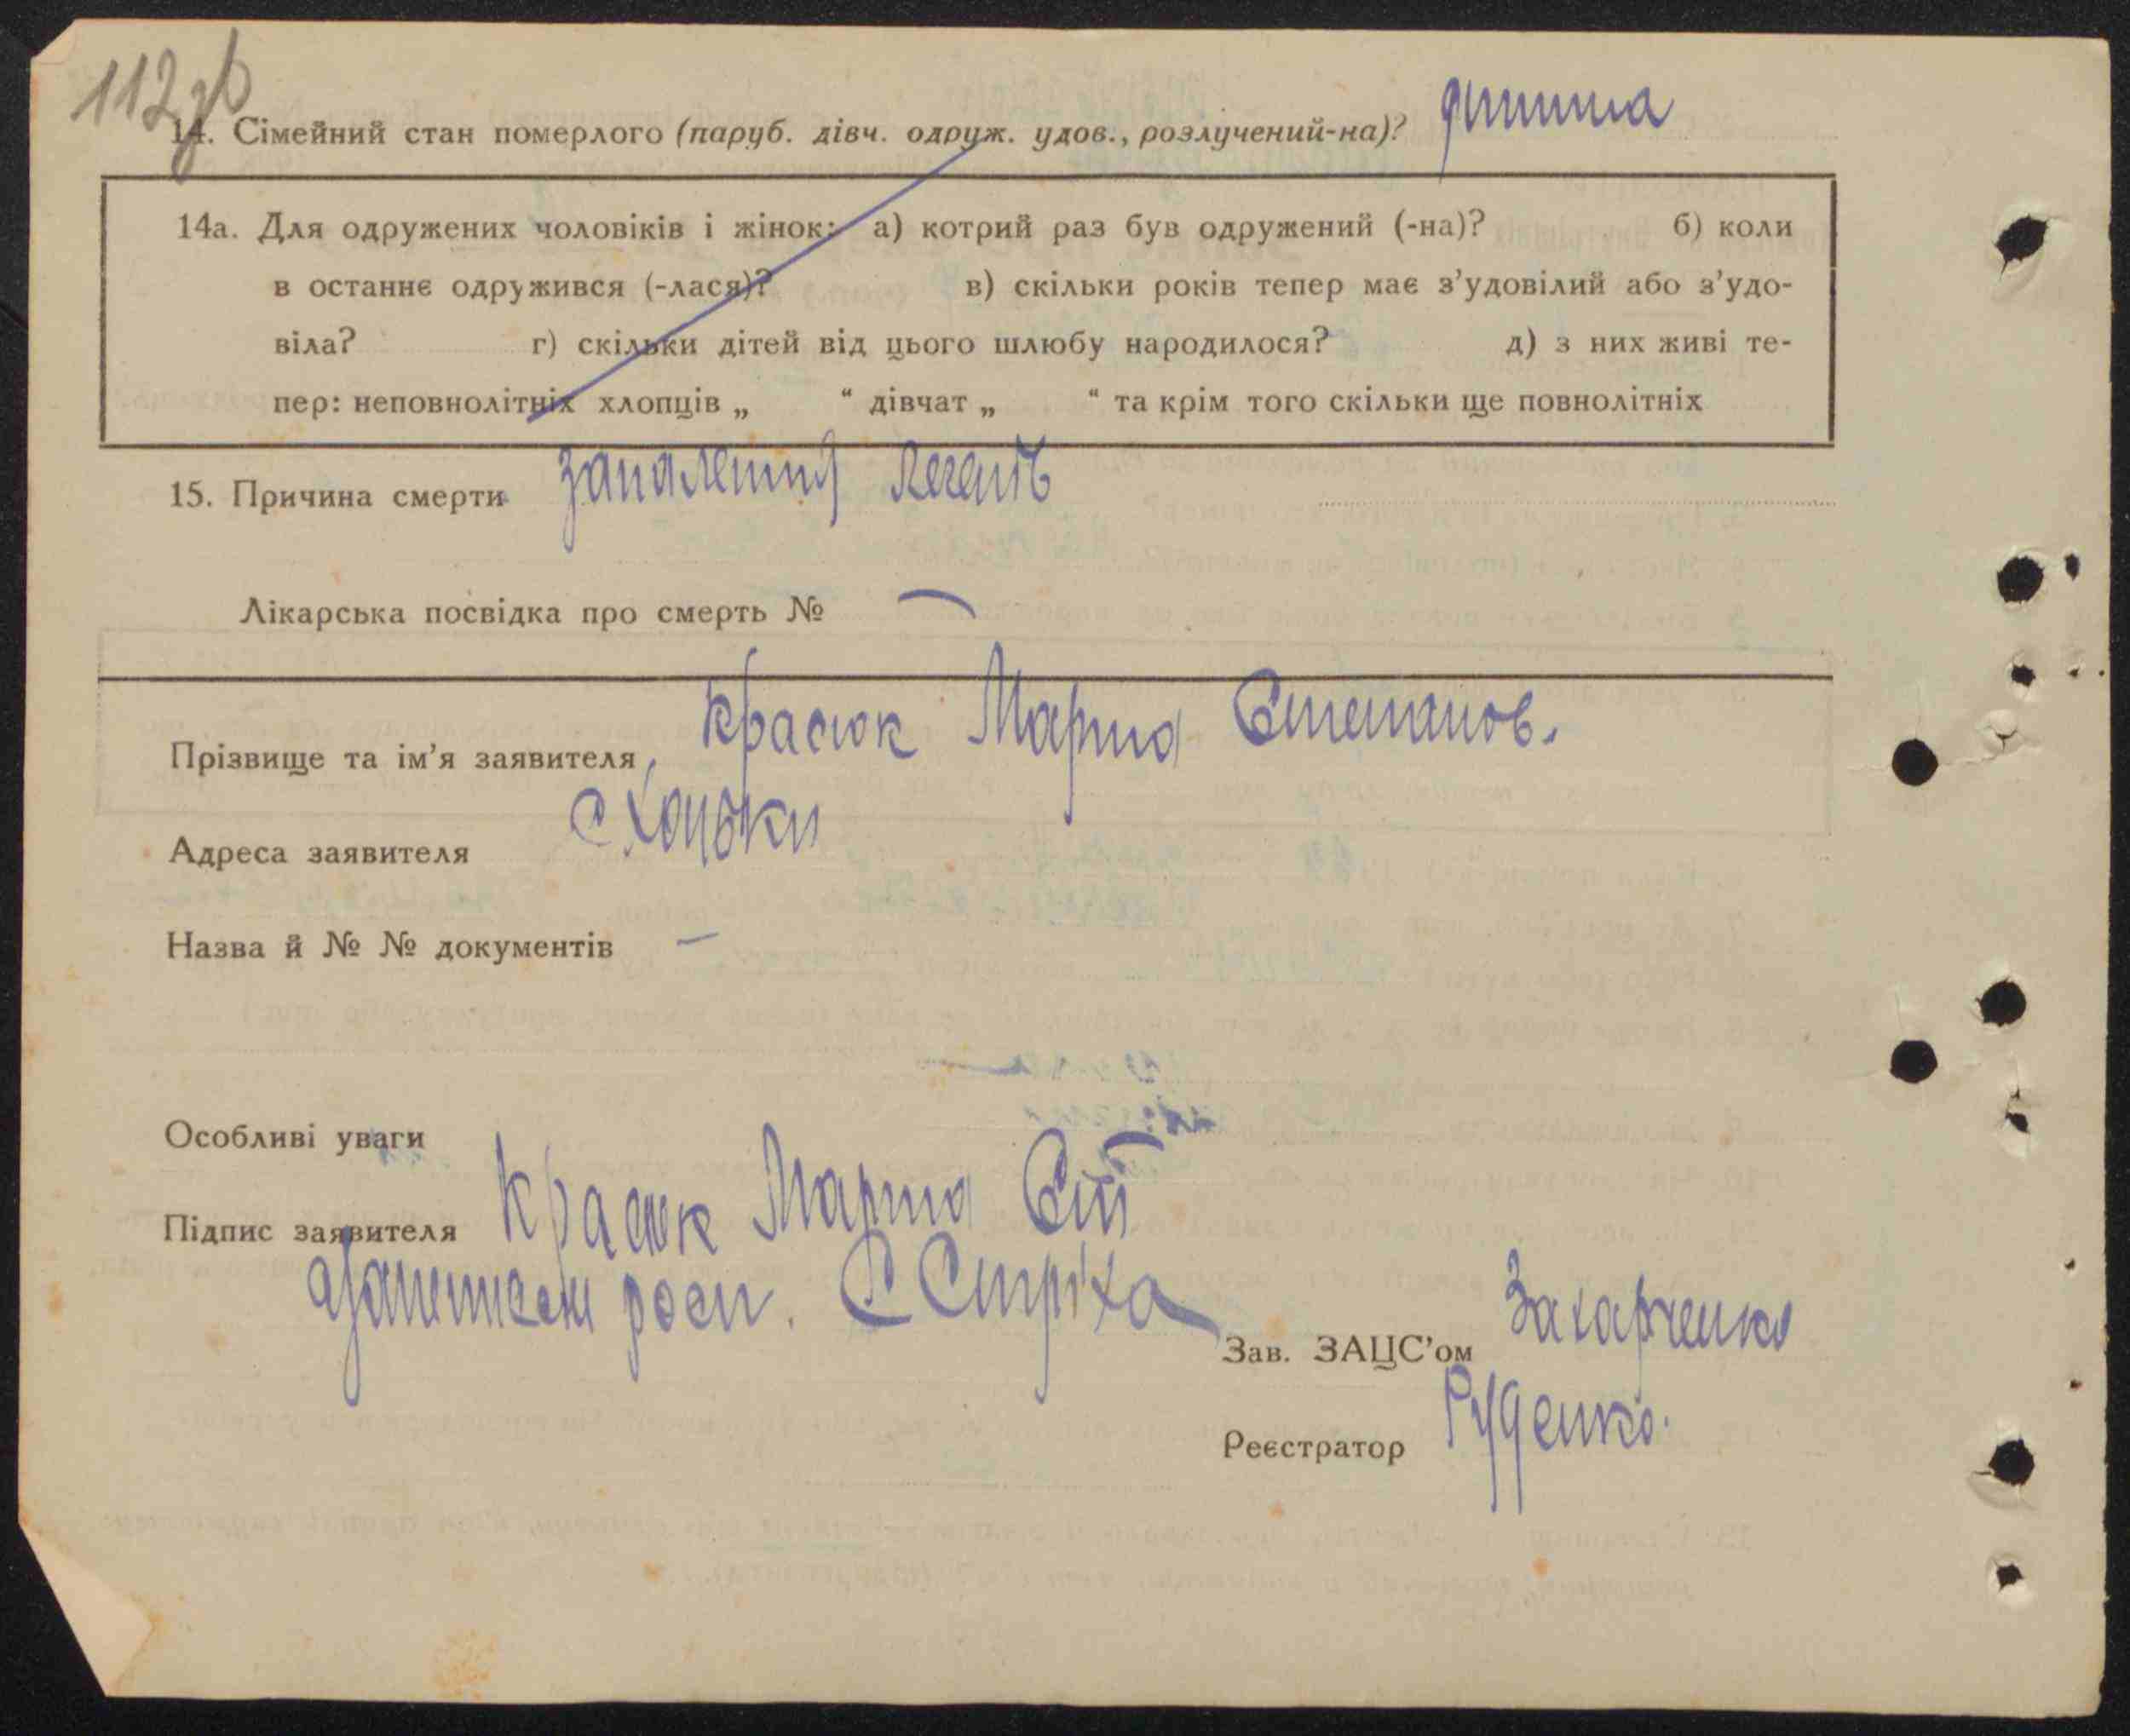 112зв
14. Сімейний стан померлого (паруб. дівч. одруж. удов., розлучений-на)? дитина
14а. Для одружених чоловіків і жінок: а) котрий раз був одружений (-на)? б) коли
в останнє одружився (-лася)? в) скільки років тепер має з’удовілий або з’удо-
віла? г) скільки дітей від цього шлюбу народилося? д) з них живі те-
пер: неповнолітніх хлопців „ “ дівчат „ “ та крім того скільки ще повнолітніх
15. Причина смерти запалення легенів
Лікарська посвідка про смерть № —
Прізвище та ім’я заявителя Красюк Мария Степанов.
Адреса заявителя с Хоцьки
Назва й № № документів —
Особливі уваги
Підпис заявителя Красюк Мария Ст
росп. С Стріха
Зав. ЗАЦС’ом Захарченко
Реєстратор Руденко.